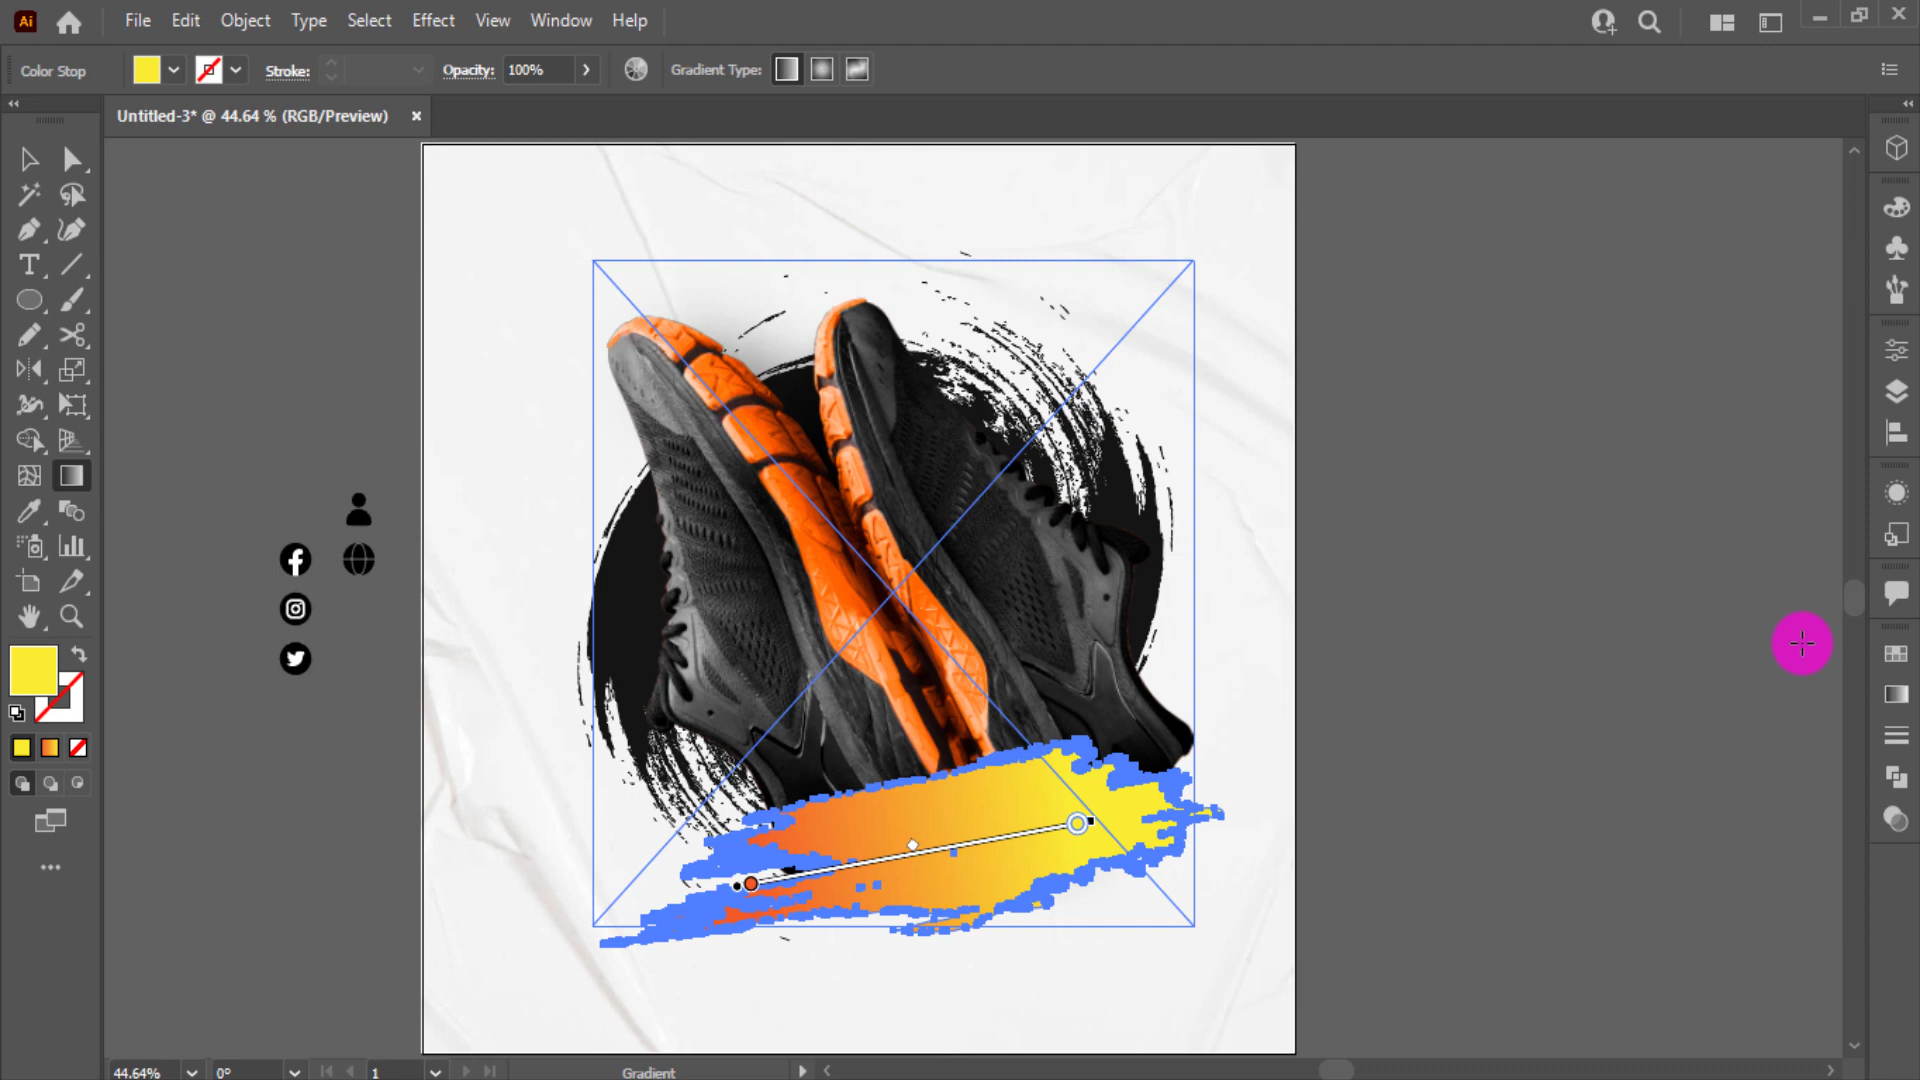 Ai File Edit Object Type Select Effect View Window Help
Color Stop Stroke: Opacity: 100% Gradient Type:
Untitled-3* @ 44.64 % (RGB/Preview) ×
T
f
44.64% 0° 1 Gradient